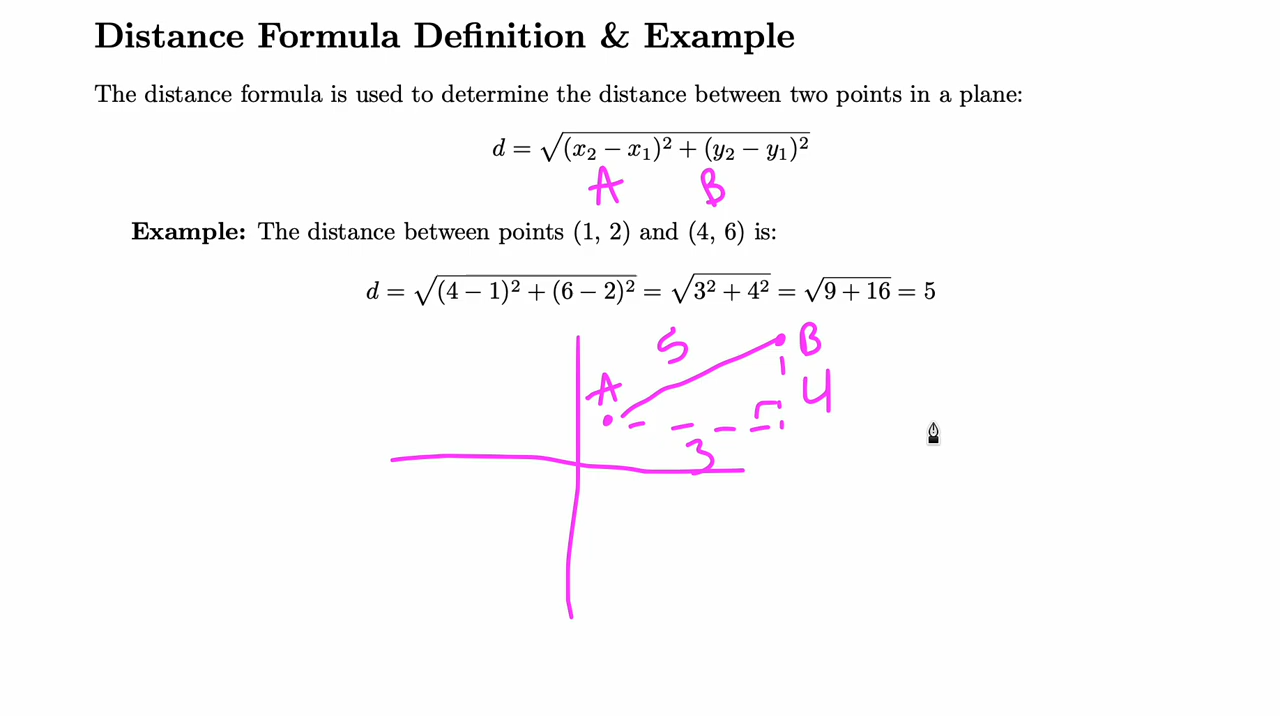 Distance Formula Definition & Example
The distance formula is used to determine the distance between two points in a plane:
d = √(x₂ − x₁)² + (y₂ − y₁)²
A B
Example: The distance between points (1, 2) and (4, 6) is:
d = √(4 − 1)² + (6 − 2)² = √3² + 4² = √9 + 16 = 5
5 B
A 4
3